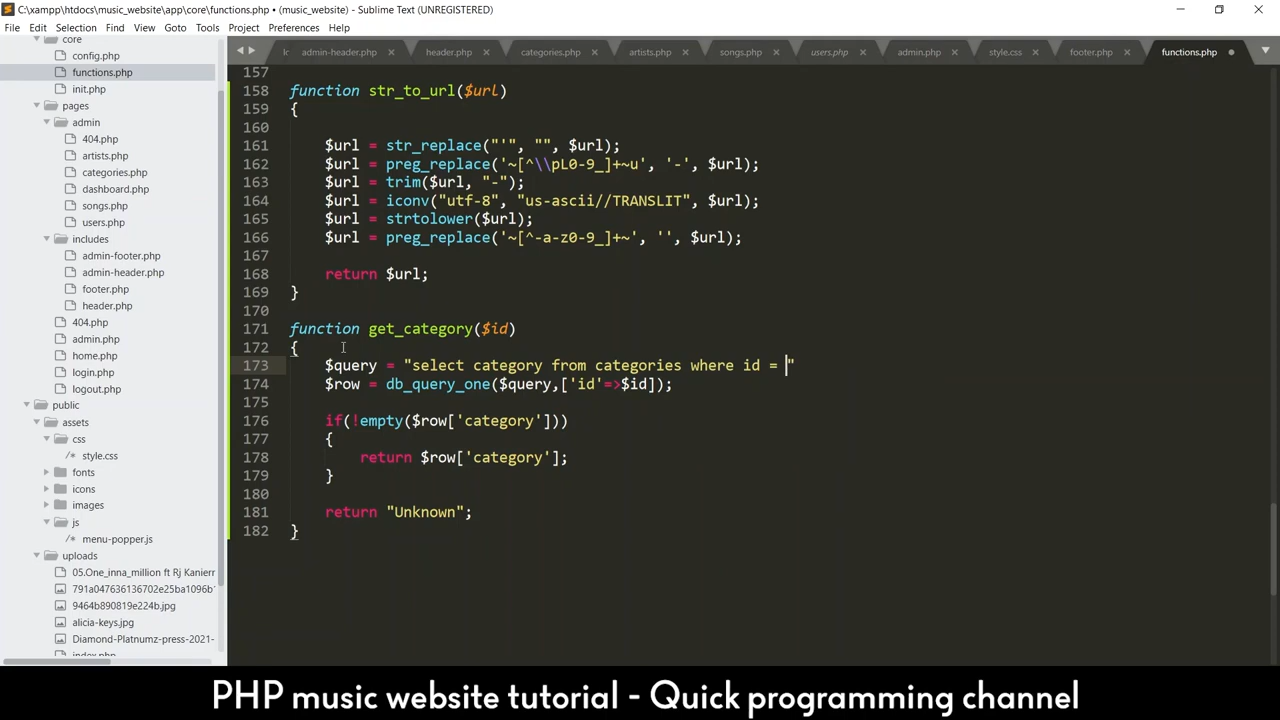 C:\xampp\htdocs\music_website\app\core\functions.php • (music_website) - Sublime Text (UNREGISTERED)
File Edit Selection Find View Goto Tools Project Preferences Help
admin-header.php header.php categories.php artists.php songs.php users.php admin.php style.css footer.php functions.php
core
config.php
functions.php
init.php
pages
admin
404.php
artists.php
categories.php
dashboard.php
songs.php
users.php
includes
admin-footer.php
admin-header.php
footer.php
header.php
404.php
admin.php
home.php
login.php
logout.php
public
assets
css
/* style.css
fonts
icons
images
js
/* menu-popper.js
uploads
05.One_inna_million ft Rj Kanierr
791a047636136702e25ba1096b
9464b890819e224b.jpg
alicia-keys.jpg
Diamond-Platnumz-press-2021-
index.php
157
158 function str_to_url($url)
159 {
160
161 $url = str_replace("'", "", $url);
162 $url = preg_replace('~[^\\pL0-9_]+~u', '-', $url);
163 $url = trim($url, "-");
164 $url = iconv("utf-8", "us-ascii//TRANSLIT", $url);
165 $url = strtolower($url);
166 $url = preg_replace('~[^-a-z0-9_]+~', '', $url);
167
168 return $url;
169 }
170
171 function get_category($id)
172 {
173 $query = "select category from categories where id = "
174 $row = db_query_one($query,['id'=>$id]);
175
176 if(!empty($row['category']))
177 {
178 return $row['category'];
179 }
180
181 return "Unknown";
182 }
PHP music website tutorial - Quick programming channel